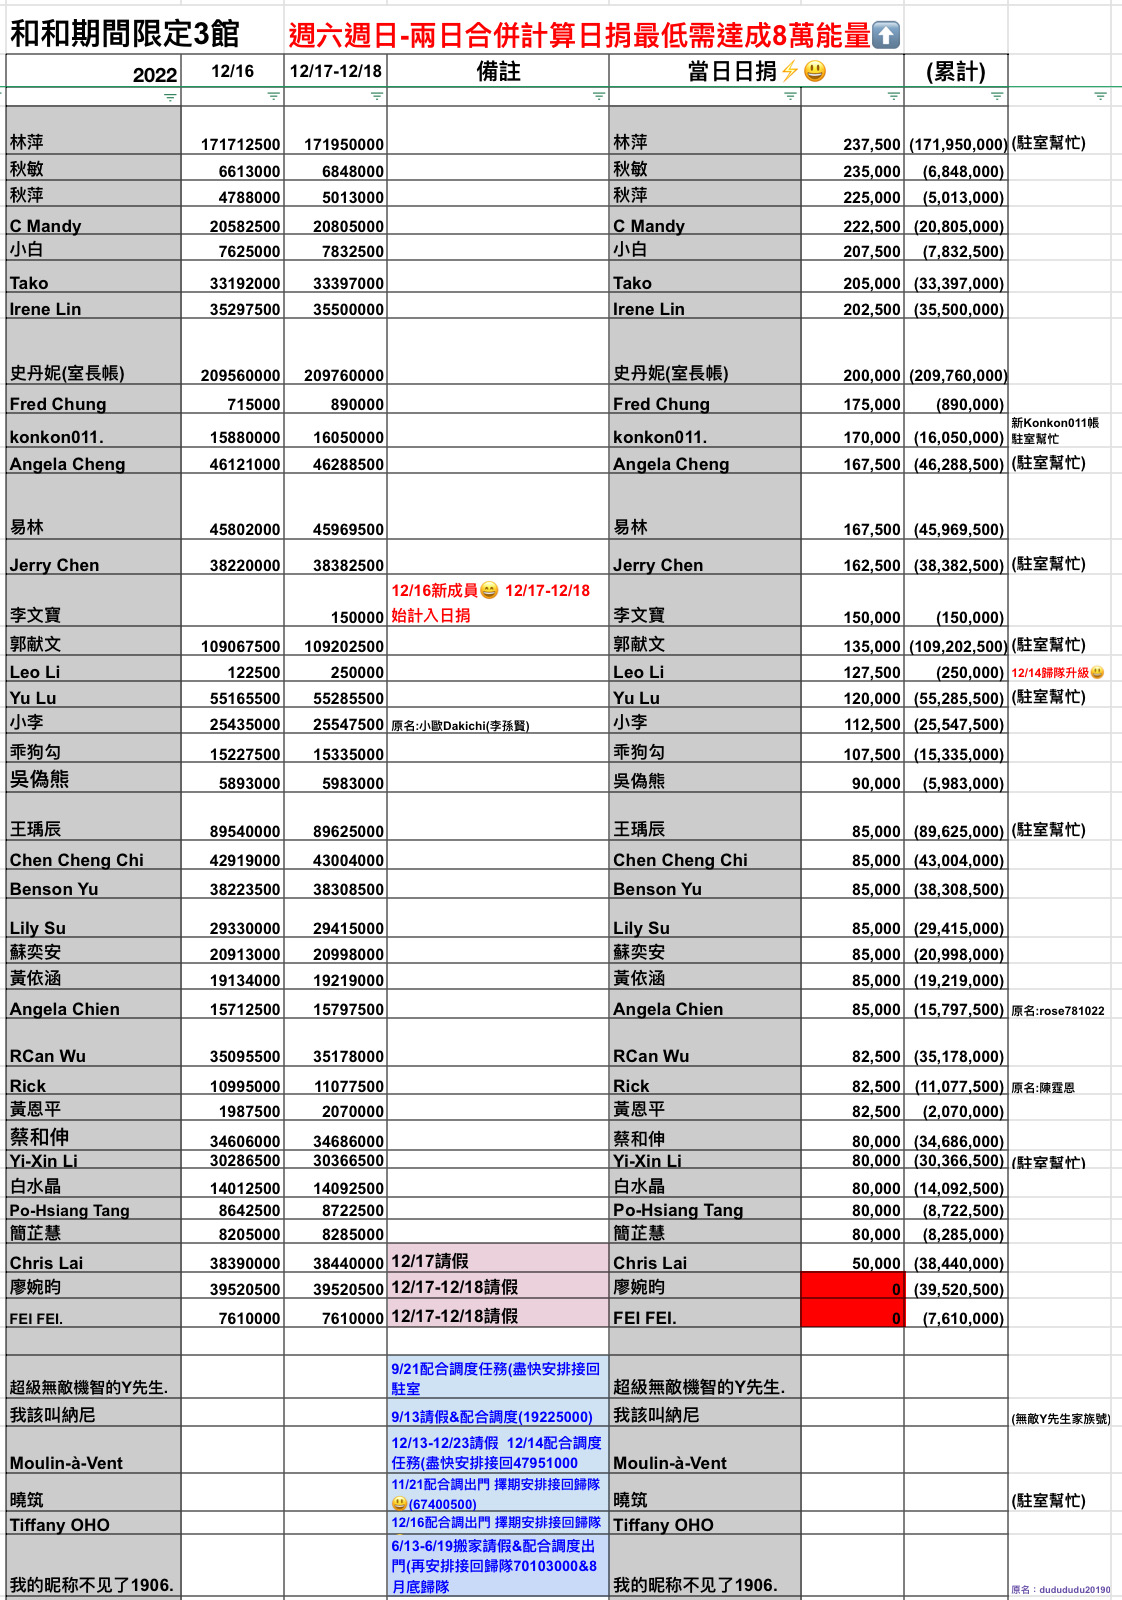 和和期間限定3館 週六週日-兩日合併計算日捐最低需達成8萬能量⬆️
2022 12/16 12/17-12/18 備註 當日日捐⚡😃 (累計)
林萍 171712500 171950000 林萍 237,500 (171,950,000) (駐室幫忙)
秋敏 6613000 6848000 秋敏 235,000 (6,848,000)
秋萍 4788000 5013000 秋萍 225,000 (5,013,000)
C Mandy 20582500 20805000 C Mandy 222,500 (20,805,000)
小白 7625000 7832500 小白 207,500 (7,832,500)
Tako 33192000 33397000 Tako 205,000 (33,397,000)
Irene Lin 35297500 35500000 Irene Lin 202,500 (35,500,000)
史丹妮(室長帳) 209560000 209760000 史丹妮(室長帳) 200,000 (209,760,000)
Fred Chung 715000 890000 Fred Chung 175,000 (890,000)
新Konkon011帳
konkon011. 15880000 16050000 konkon011. 170,000 (16,050,000) 駐室幫忙
Angela Cheng 46121000 46288500 Angela Cheng 167,500 (46,288,500) (駐室幫忙)
易林 45802000 45969500 易林 167,500 (45,969,500)
Jerry Chen 38220000 38382500 Jerry Chen 162,500 (38,382,500) (駐室幫忙)
12/16新成員😄 12/17-12/18
李文寶 150000 始計入日捐 李文寶 150,000 (150,000)
郭献文 109067500 109202500 郭献文 135,000 (109,202,500) (駐室幫忙)
Leo Li 122500 250000 Leo Li 127,500 (250,000) 12/14歸隊升級😃
Yu Lu 55165500 55285500 Yu Lu 120,000 (55,285,500) (駐室幫忙)
小李 25435000 25547500 原名:小歐Dakichi(李孫賢) 小李 112,500 (25,547,500)
乖狗勾 15227500 15335000 乖狗勾 107,500 (15,335,000)
吳偽熊 5893000 5983000 吳偽熊 90,000 (5,983,000)
王瑀辰 89540000 89625000 王瑀辰 85,000 (89,625,000) (駐室幫忙)
Chen Cheng Chi 42919000 43004000 Chen Cheng Chi 85,000 (43,004,000)
Benson Yu 38223500 38308500 Benson Yu 85,000 (38,308,500)
Lily Su 29330000 29415000 Lily Su 85,000 (29,415,000)
蘇奕安 20913000 20998000 蘇奕安 85,000 (20,998,000)
黃依涵 19134000 19219000 黃依涵 85,000 (19,219,000)
Angela Chien 15712500 15797500 Angela Chien 85,000 (15,797,500) 原名:rose781022
RCan Wu 35095500 35178000 RCan Wu 82,500 (35,178,000)
Rick 10995000 11077500 Rick 82,500 (11,077,500) 原名:陳霆恩
黃恩平 1987500 2070000 黃恩平 82,500 (2,070,000)
蔡和伸 34606000 34686000 蔡和伸 80,000 (34,686,000)
Yi-Xin Li 30286500 30366500 Yi-Xin Li 80,000 (30,366,500) (駐室幫忙)
白水晶 14012500 14092500 白水晶 80,000 (14,092,500)
Po-Hsiang Tang 8642500 8722500 Po-Hsiang Tang 80,000 (8,722,500)
簡芷慧 8205000 8285000 簡芷慧 80,000 (8,285,000)
Chris Lai 38390000 38440000 12/17請假 Chris Lai 50,000 (38,440,000)
廖婉昀 39520500 39520500 12/17-12/18請假 廖婉昀 0 (39,520,500)
FEI FEI. 7610000 7610000 12/17-12/18請假 FEI FEI. 0 (7,610,000)
9/21配合調度任務(盡快安排接回
超級無敵機智的Y先生. 駐室 超級無敵機智的Y先生.
我該叫納尼 9/13請假&配合調度(19225000) 我該叫納尼 (無敵Y先生家族號)
12/13-12/23請假 12/14配合調度
Moulin-à-Vent 任務(盡快安排接回47951000 Moulin-à-Vent
11/21配合調出門 擇期安排接回歸隊
曉筑 😃(67400500) 曉筑 (駐室幫忙)
Tiffany OHO 12/16配合調出門 擇期安排接回歸隊 Tiffany OHO
6/13-6/19搬家請假&配合調度出
門(再安排接回歸隊70103000&8
我的昵称不见了1906. 月底歸隊 我的昵称不见了1906. 原名：dudududu20190